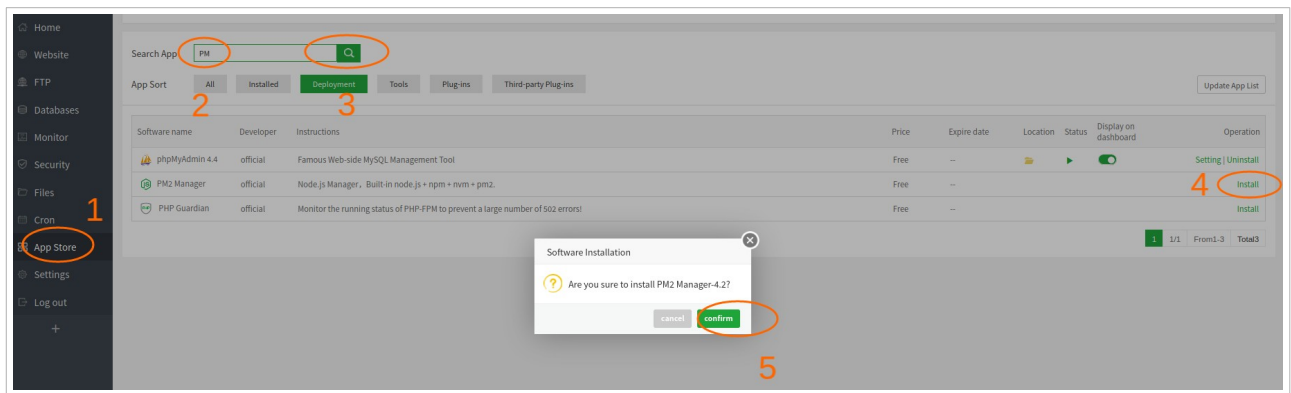 Home
Website
FTP
Databases
Monitor
Security
Files
Cron
1
App Store
Settings
Log out
+
Search App PM
App Sort All Installed Deployment Tools Plug-ins Third-party Plug-ins Update App List
2 3
Software name Developer Instructions Price Expire date Location Status Display on dashboard Operation
phpMyAdmin 4.4 official Famous Web-side MySQL Management Tool Free -- Setting | Uninstall
PM2 Manager official Node.js Manager, Built-in node.js + npm + nvm + pm2. Free -- 4 Install
PHP Guardian official Monitor the running status of PHP-FPM to prevent a large number of 502 errors! Free -- Install
1 1/1 From1-3 Total3
Software Installation
? Are you sure to install PM2 Manager-4.2?
cancel confirm
5